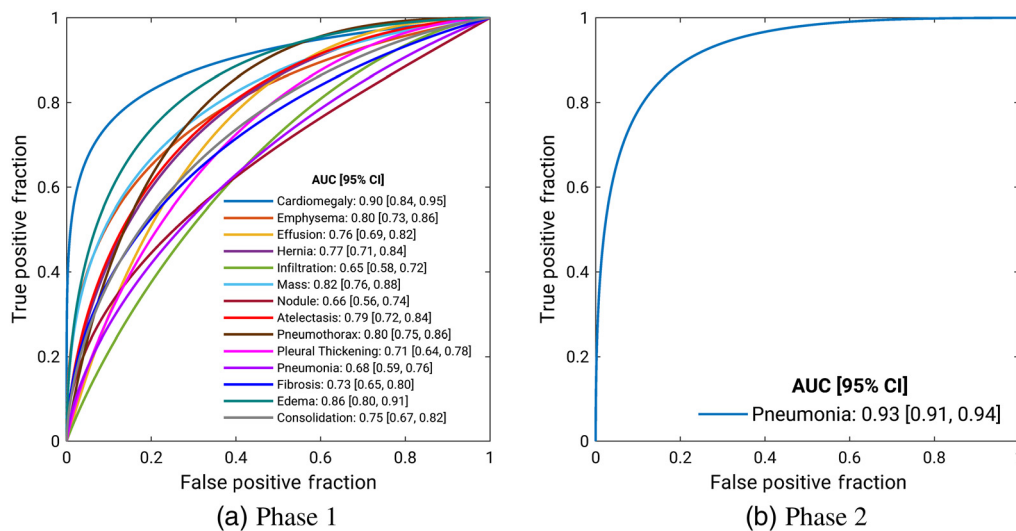 1
0.8
0.6
0.4
0.2
0
True positive fraction
AUC [95% CI]
Cardiomegaly: 0.90 [0.84, 0.95]
Emphysema: 0.80 [0.73, 0.86]
Effusion: 0.76 [0.69, 0.82]
Hernia: 0.77 [0.71, 0.84]
Infiltration: 0.65 [0.58, 0.72]
Mass: 0.82 [0.76, 0.88]
Nodule: 0.66 [0.56, 0.74]
Atelectasis: 0.79 [0.72, 0.84]
Pneumothorax: 0.80 [0.75, 0.86]
Pleural Thickening: 0.71 [0.64, 0.78]
Pneumonia: 0.68 [0.59, 0.76]
Fibrosis: 0.73 [0.65, 0.80]
Edema: 0.86 [0.80, 0.91]
Consolidation: 0.75 [0.67, 0.82]
0 0.2 0.4 0.6 0.8 1
False positive fraction
(a) Phase 1
1
0.8
0.6
0.4
0.2
0
True positive fraction
AUC [95% CI]
Pneumonia: 0.93 [0.91, 0.94]
0 0.2 0.4 0.6 0.8 1
False positive fraction
(b) Phase 2